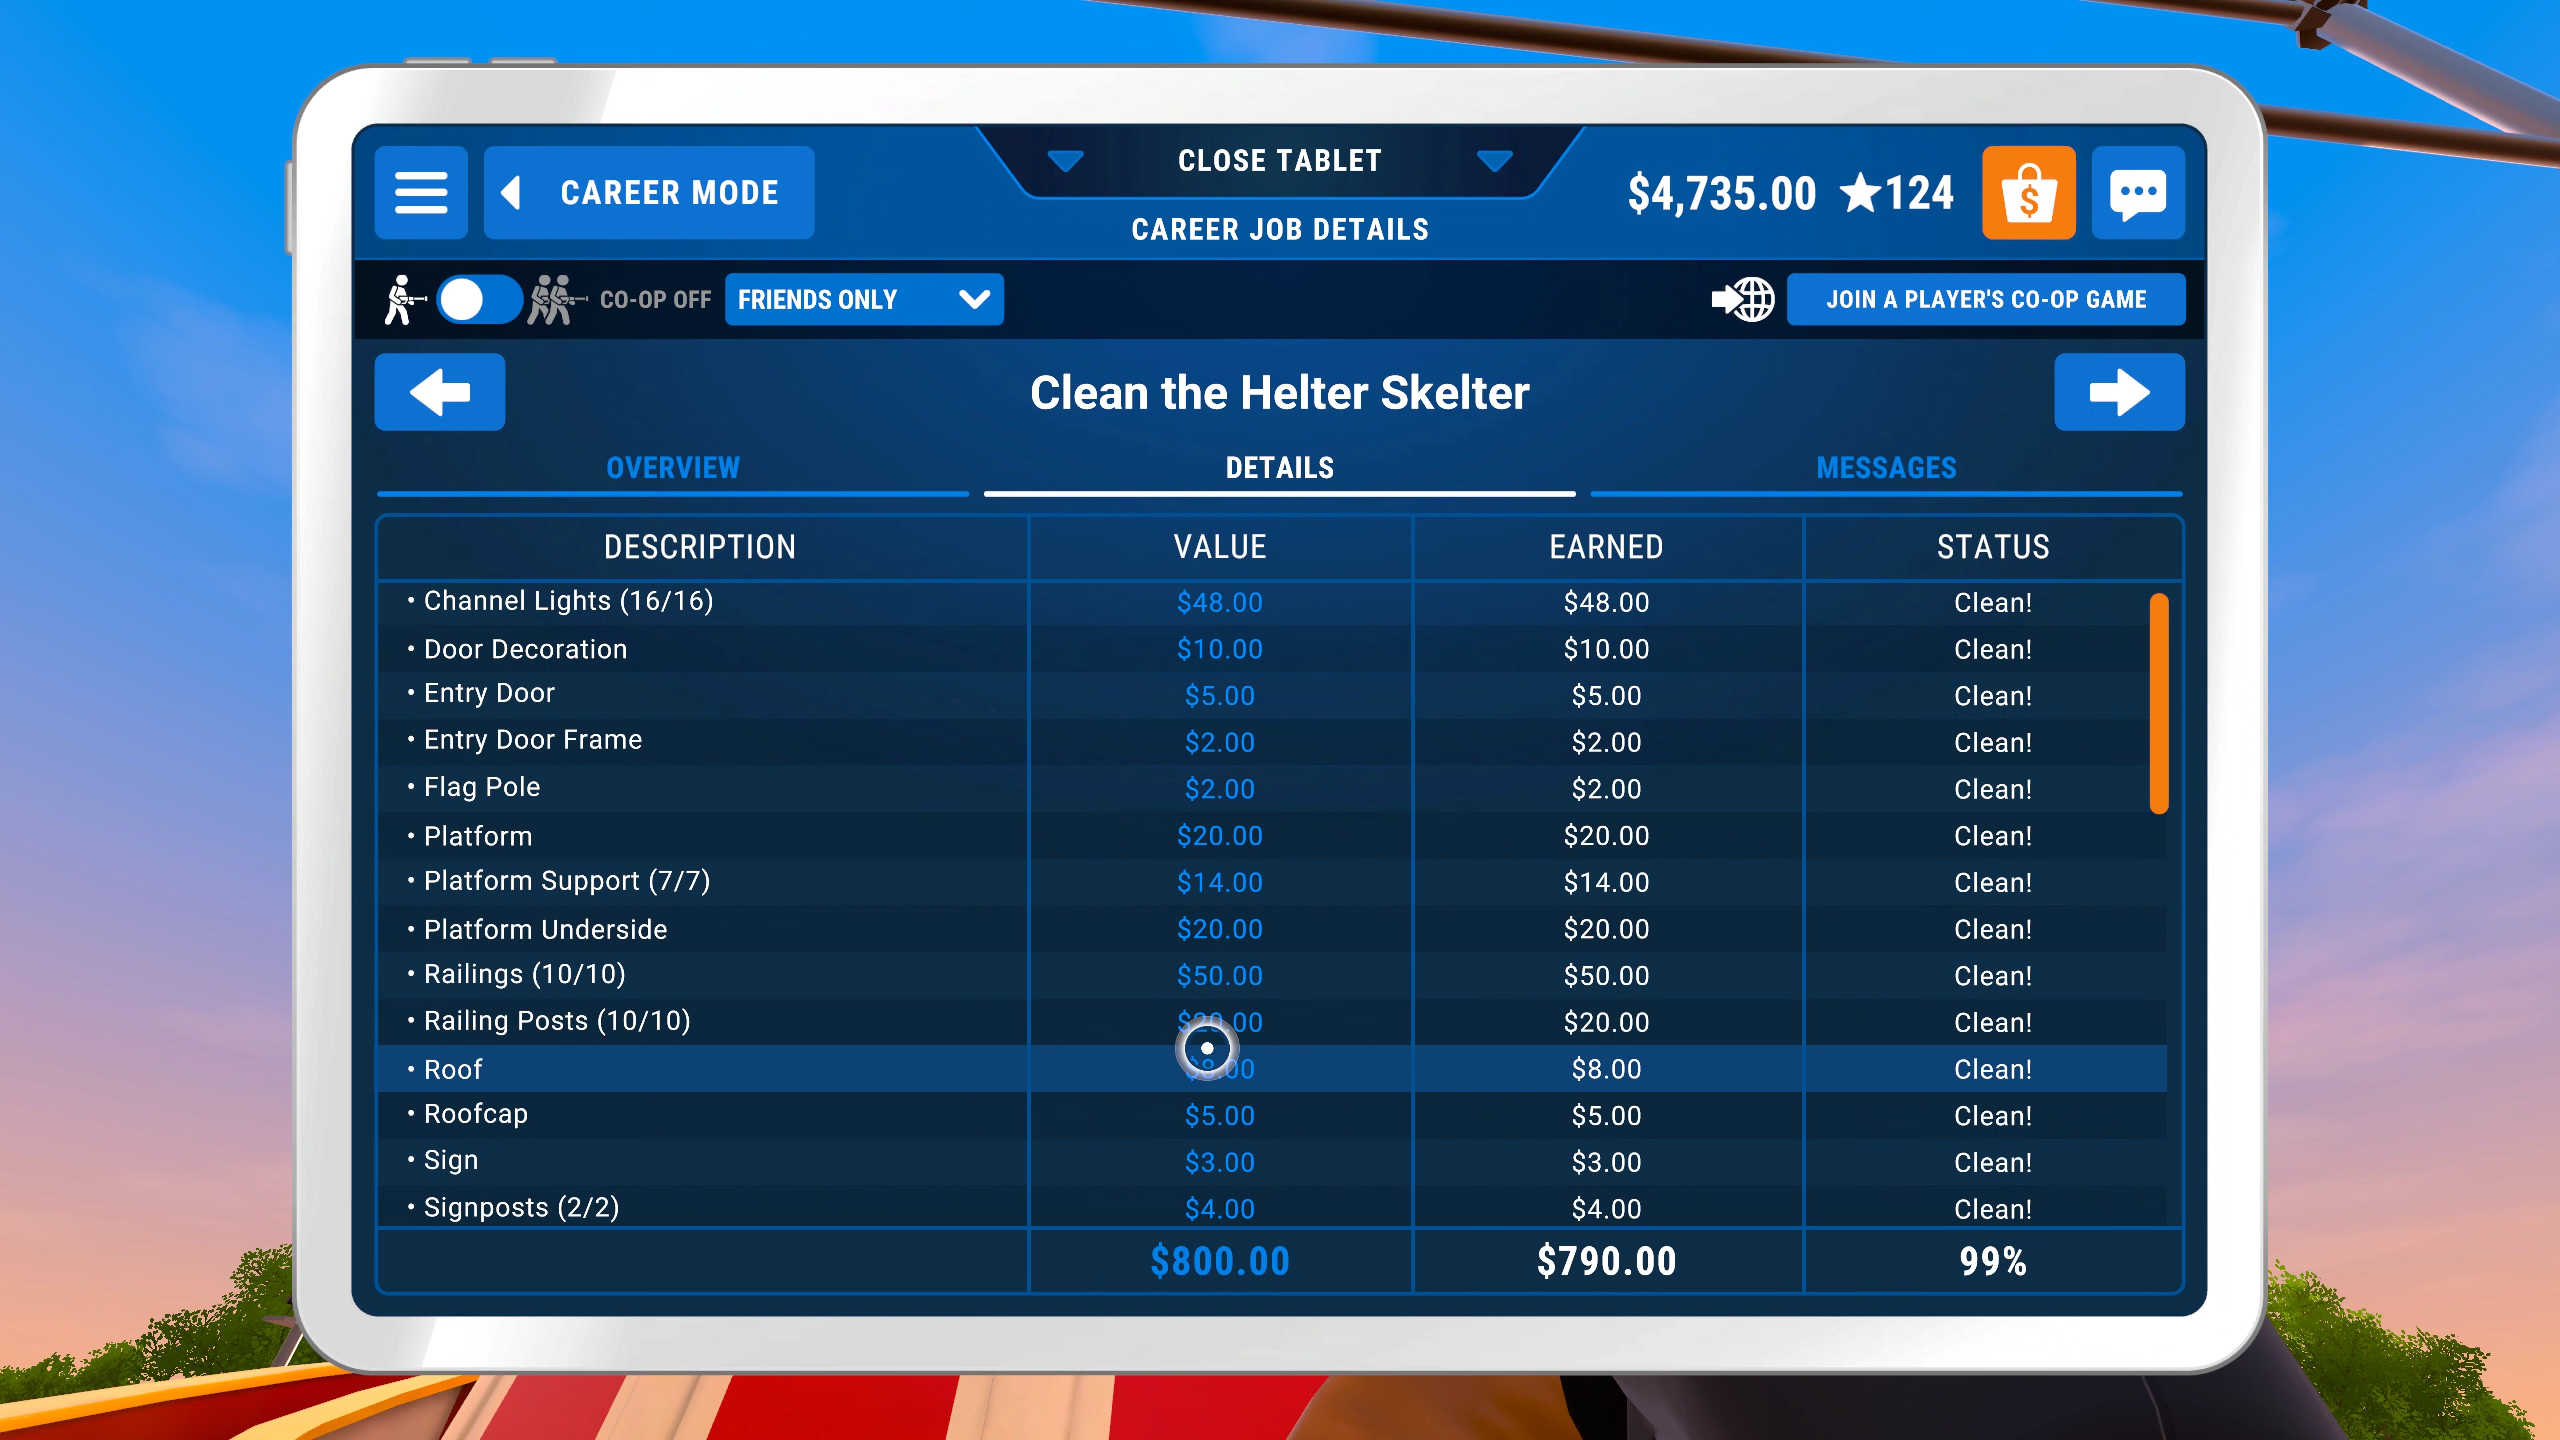 CLOSE TABLET
CAREER MODE
$4,735.00 ★124
CAREER JOB DETAILS
CO-OP OFF FRIENDS ONLY JOIN A PLAYER'S CO-OP GAME
Clean the Helter Skelter
OVERVIEW DETAILS MESSAGES
DESCRIPTION VALUE EARNED STATUS
• Channel Lights (16/16) $48.00 $48.00 Clean!
• Door Decoration $10.00 $10.00 Clean!
• Entry Door $5.00 $5.00 Clean!
• Entry Door Frame $2.00 $2.00 Clean!
• Flag Pole $2.00 $2.00 Clean!
• Platform $20.00 $20.00 Clean!
• Platform Support (7/7) $14.00 $14.00 Clean!
• Platform Underside $20.00 $20.00 Clean!
• Railings (10/10) $50.00 $50.00 Clean!
• Railing Posts (10/10) $20.00 $20.00 Clean!
• Roof $8.00 $8.00 Clean!
• Roofcap $5.00 $5.00 Clean!
• Sign $3.00 $3.00 Clean!
• Signposts (2/2) $4.00 $4.00 Clean!
$800.00 $790.00 99%